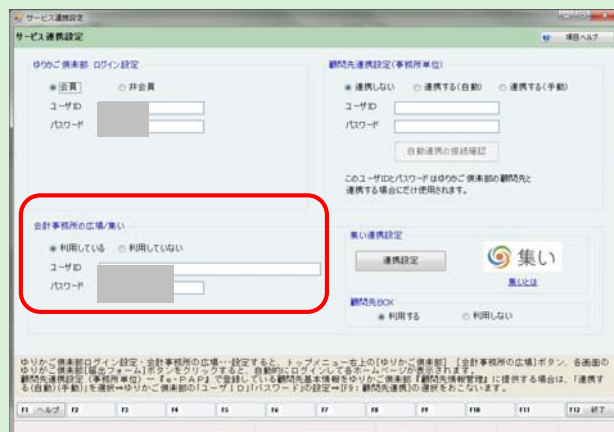 サービス連携設定
サービス連携設定
項目ヘルプ
ゆりかご倶楽部 ログイン設定
会員
非会員
ユーザID
パスワード
顧問先連携設定(事務所単位)
連携しない
連携する(自動)
連携する(手動)
ユーザID
パスワード
自動連携の接続確認
このユーザIDとパスワードはゆりかご倶楽部の顧問先と
連携する場合にだけ使用されます。
会計事務所の広場/集い
利用している
利用していない
ユーザID
パスワード
集い連携設定
連携設定
集い
集いとは
顧問先BOX
利用する
利用しない
ゆりかご倶楽部ログイン設定・会計事務所の広場・・・設定すると、トップメニュー右上の[ゆりかご倶楽部] [会計事務所の広場]ボタン、各画面の
ゆりかご倶楽部[届出フォーム]ボタンをクリックすると、自動的にログインして各ホームページが表示されます。
顧問先連携設定(事務所単位)−『e-PAP』で登録している顧問先基本情報をゆりかご倶楽部『顧問先情報管理』に提供する場合は、「連携す
る(自動)(手動)」を選択⇒ゆりかご倶楽部の「ユーザID」「パスワード」の設定⇒[F9:顧問先連携]の選択をおこないます。
F1 ヘルプ F2 F3 F4 F5 F6 F7 F8 F9 F10 F11 F12 終了